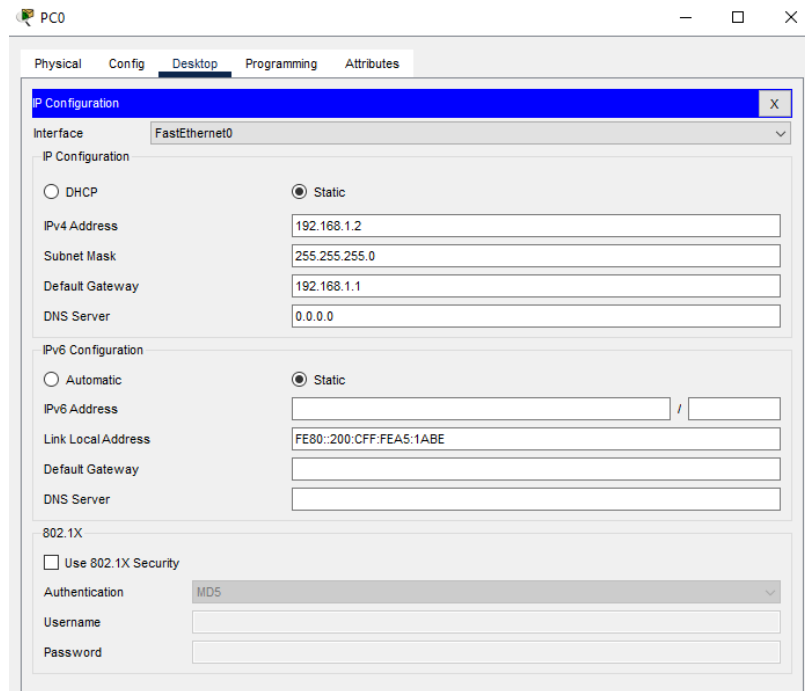 PC0
Physical Config Desktop Programming Attributes
IP Configuration X
Interface FastEthernet0
IP Configuration
DHCP Static
IPv4 Address 192.168.1.2
Subnet Mask 255.255.255.0
Default Gateway 192.168.1.1
DNS Server 0.0.0.0
IPv6 Configuration
Automatic Static
IPv6 Address /
Link Local Address FE80::200:CFF:FEA5:1ABE
Default Gateway
DNS Server
802.1X
Use 802.1X Security
Authentication MD5
Username
Password